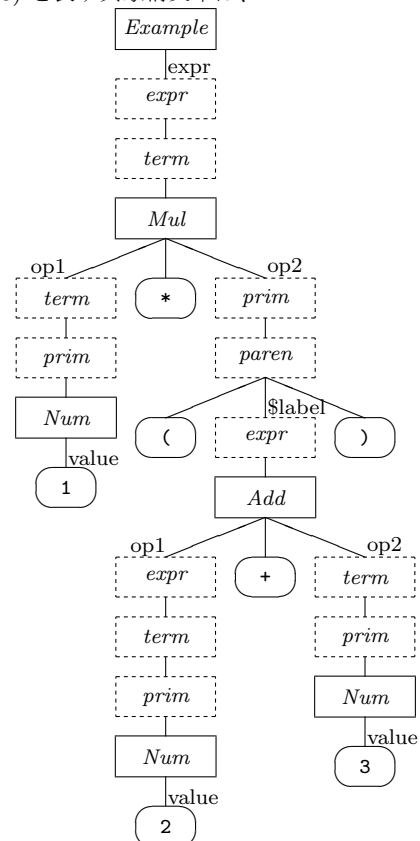 Example
expr
expr
term
Mul
op1
op2
term
*
prim
prim
paren
Num
$label
(
expr
)
value
1
Add
op1
op2
expr
+
term
term
prim
prim
Num
Num
value
3
value
2